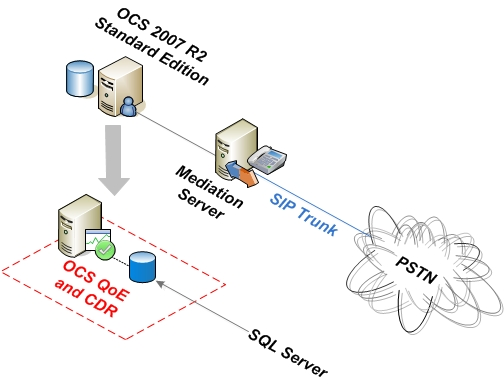 OCS 2007 R2
Standard Edition
Mediation
Server
SIP Trunk
PSTN
OCS QoE
and CDR
SQL Server